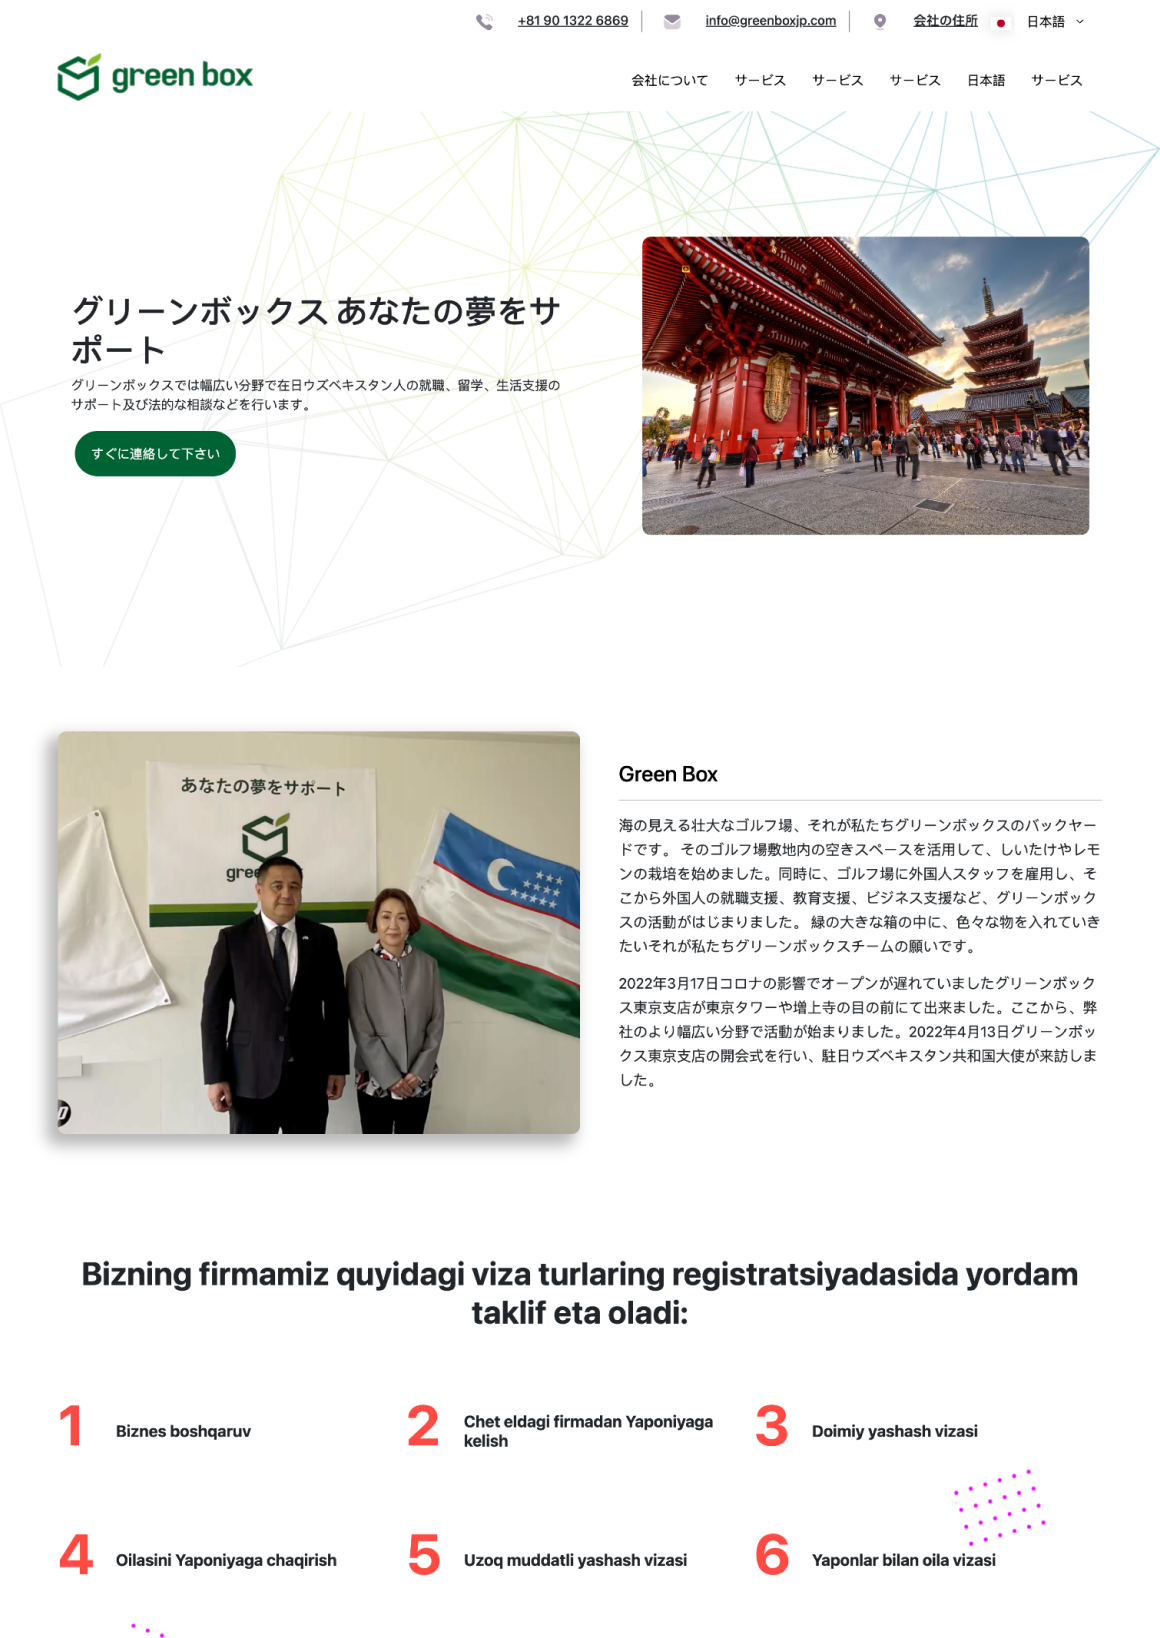 +81 90 1322 6869
info@greenboxjp.com
会社の住所
日本語
green box
会社について サービス サービス サービス 日本語 サービス
グリーンボックス あなたの夢をサ
ポート
グリーンボックスでは幅広い分野で在日ウズベキスタン人の就職、留学、生活支援の
サポート及び法的な相談などを行います。
すぐに連絡して下さい
あなたの夢をサポート
Green Box
海の見える壮大なゴルフ場、それが私たちグリーンボックスのバックヤー
ドです。 そのゴルフ場敷地内の空きスペースを活用して、しいたけやレモ
ンの栽培を始めました。同時に、ゴルフ場に外国人スタッフを雇用し、そ
こから外国人の就職支援、教育支援、ビジネス支援など、グリーンボック
スの活動がはじまりました。 緑の大きな箱の中に、色々な物を入れていき
たいそれが私たちグリーンボックスチームの願いです。
2022年3月17日コロナの影響でオープンが遅れていましたグリーンボック
ス東京支店が東京タワーや増上寺の目の前にて出来ました。ここから、弊
社のより幅広い分野で活動が始まりました。2022年4月13日グリーンボッ
クス東京支店の開会式を行い、駐日ウズベキスタン共和国大使が来訪しま
した。
Bizning firmamiz quyidagi viza turlaring registratsiyadasida yordam
taklif eta oladi:
1 Biznes boshqaruv
2 Chet eldagi firmadan Yaponiyaga
kelish
3 Doimiy yashash vizasi
4 Oilasini Yaponiyaga chaqirish
5 Uzoq muddatli yashash vizasi
6 Yaponlar bilan oila vizasi